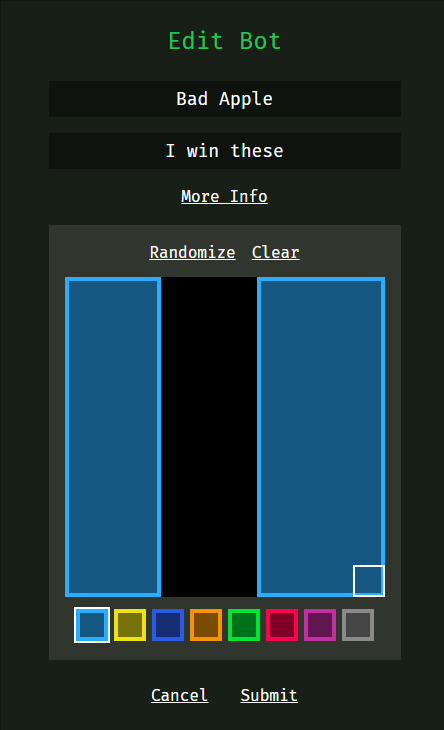 Edit Bot
Bad Apple
I win these
More Info
Randomize Clear
Cancel Submit